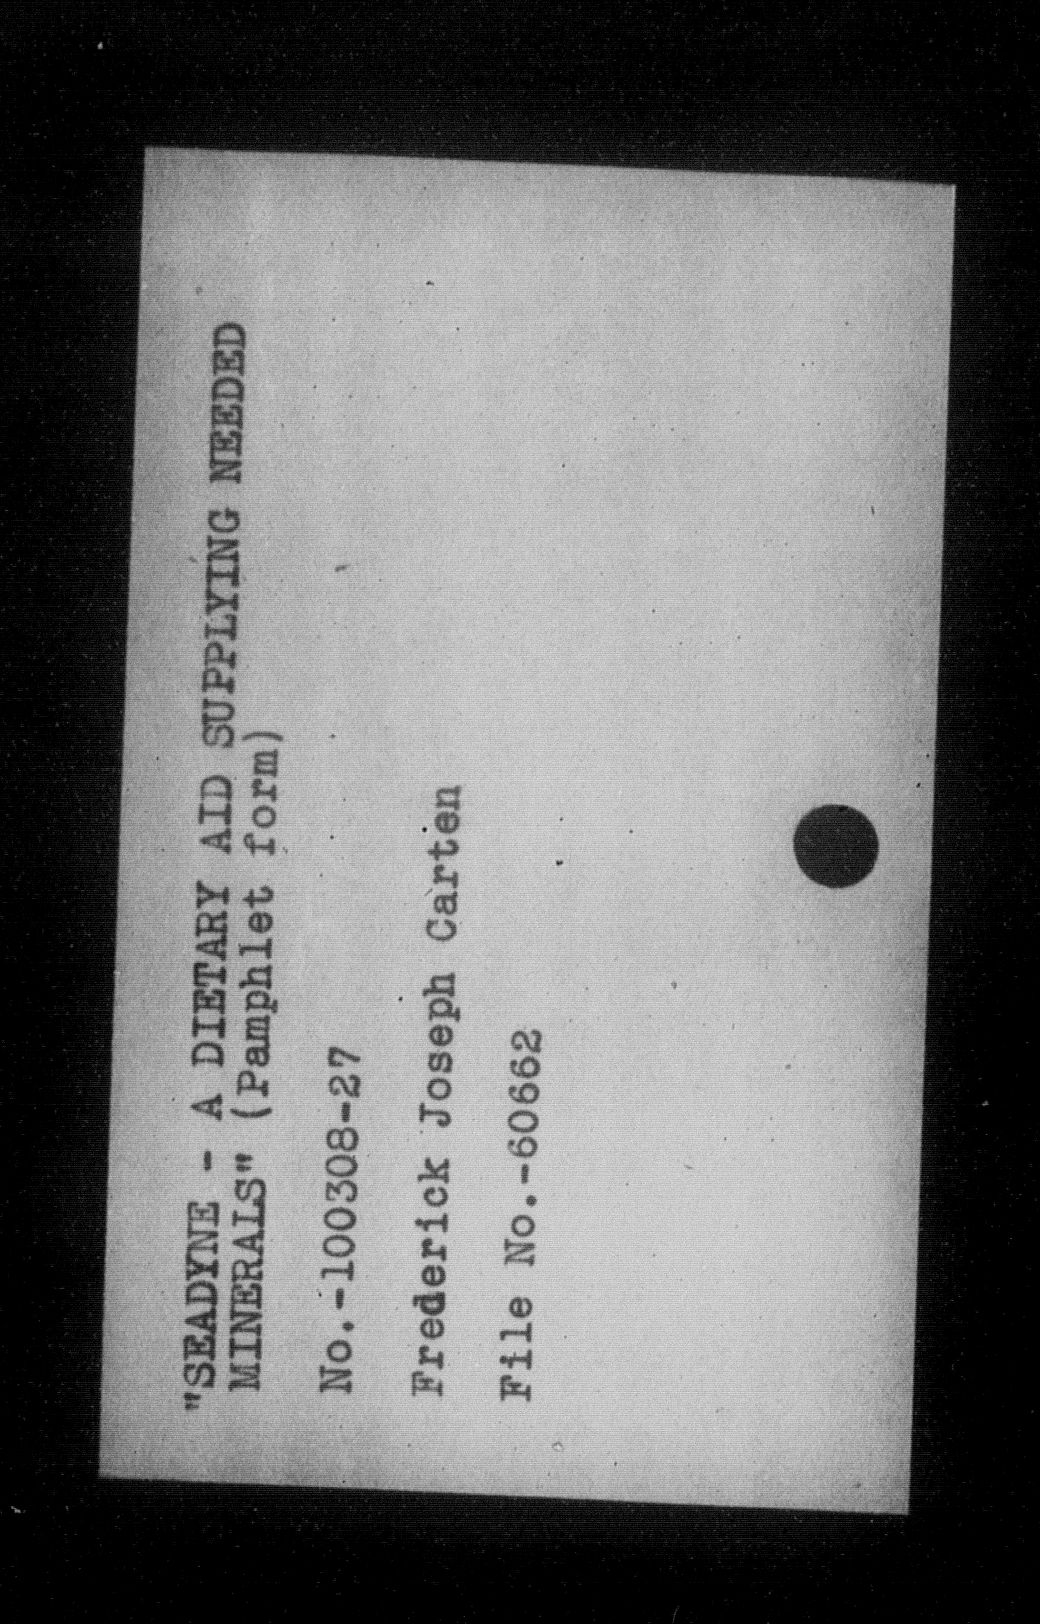 "SEADYNE - A DIETARY AID SUPPLYING NEEDED
MINERALS" (Pamphlet form)
No.-100308-27
Frederick Joseph Carten
File No.-60662